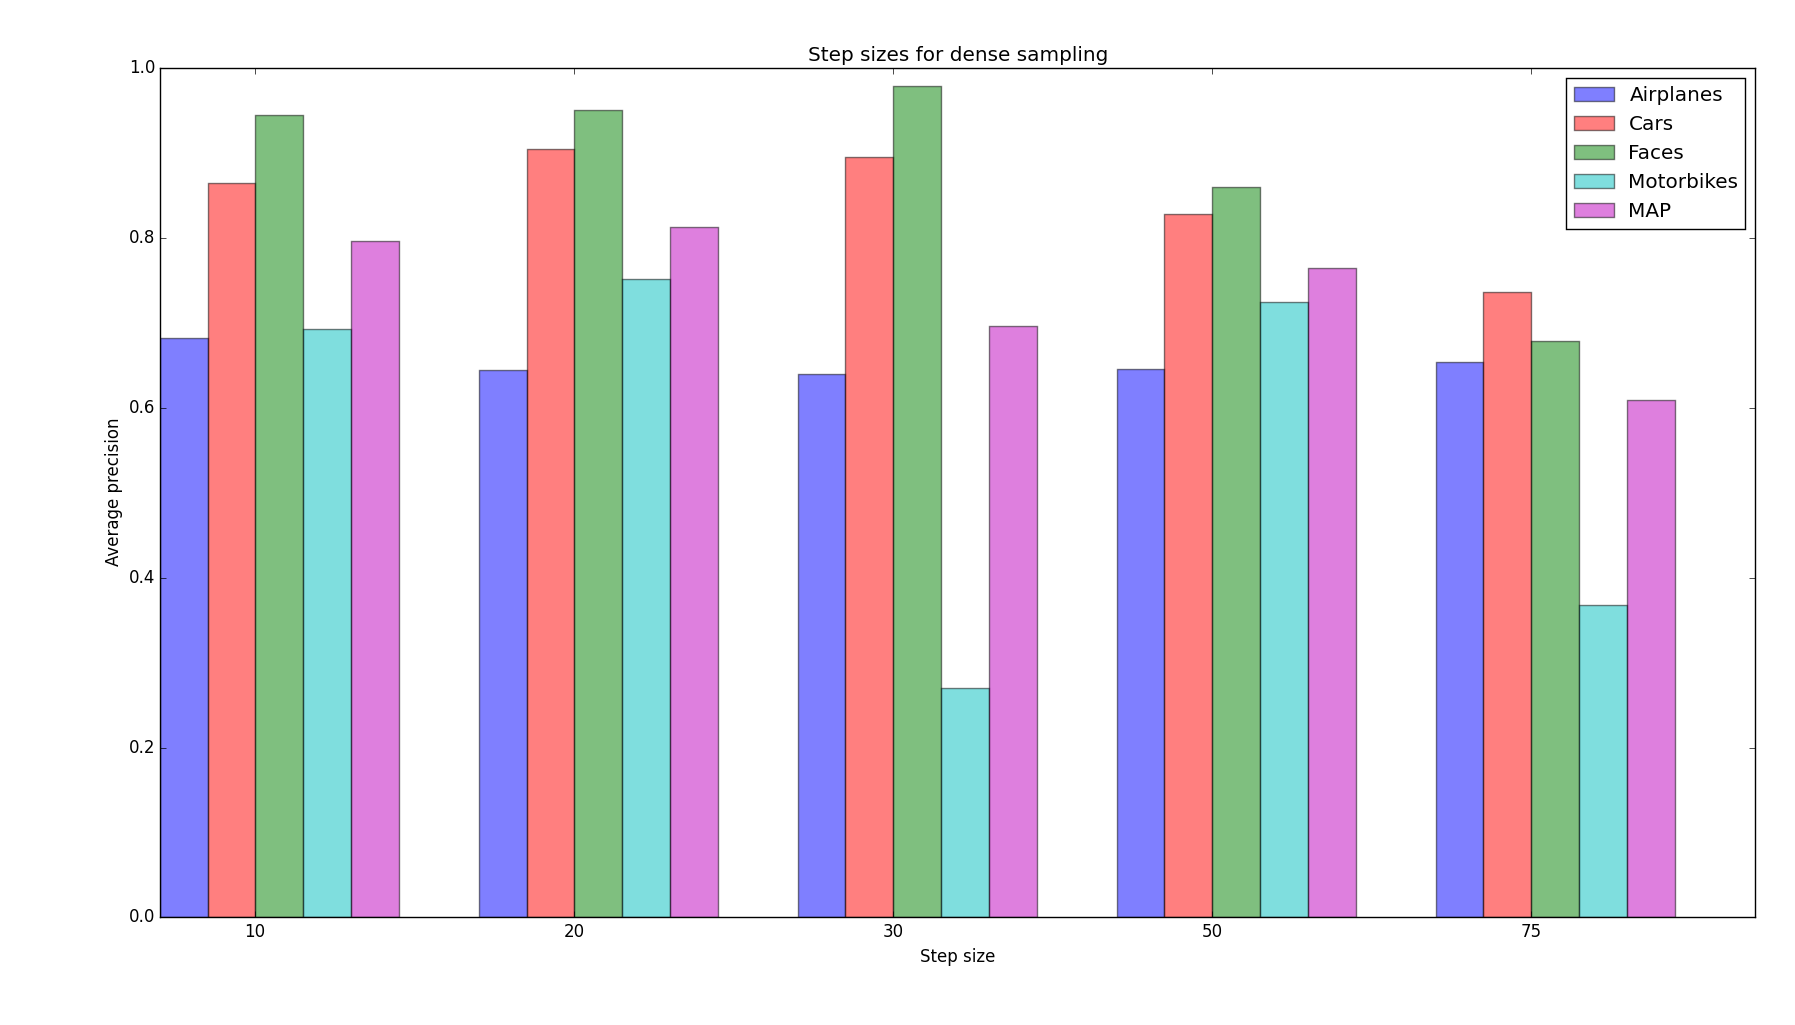 Step sizes for dense sampling
1.0
0.8
0.6
0.4
0.2
0.0
Average precision
Airplanes
Cars
Faces
Motorbikes
MAP
10 20 30 50 75
Step size